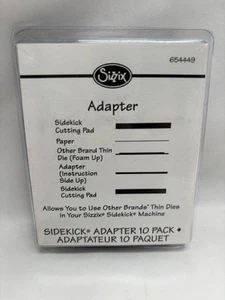 Sizzix
654449
Adapter
Sidekick
Cutting Pad
Paper
Other Brand Thin
Die (Foam Up)
Adapter
(Instruction
Side Up)
Sidekick
Cutting Pad
Allows You to Use Other Brands' Thin Dies
in Your Sizzix® Sidekick® Machine
SIDEKICK® ADAPTER 10 PACK •
ADAPTATEUR 10 PAQUET